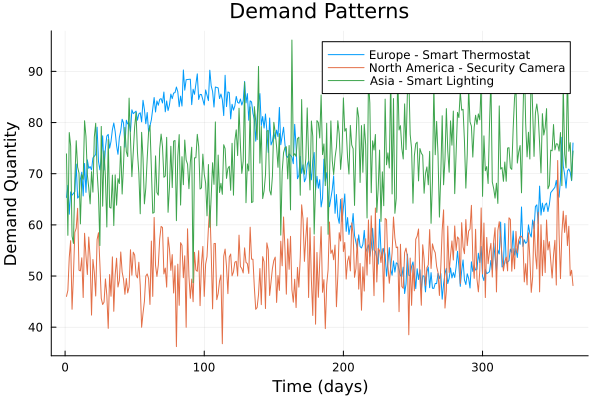 Demand Patterns
Europe - Smart Thermostat
North America - Security Camera
Asia - Smart Lighting
Demand Quantity
90
80
70
60
50
40
0
100
200
300
Time (days)